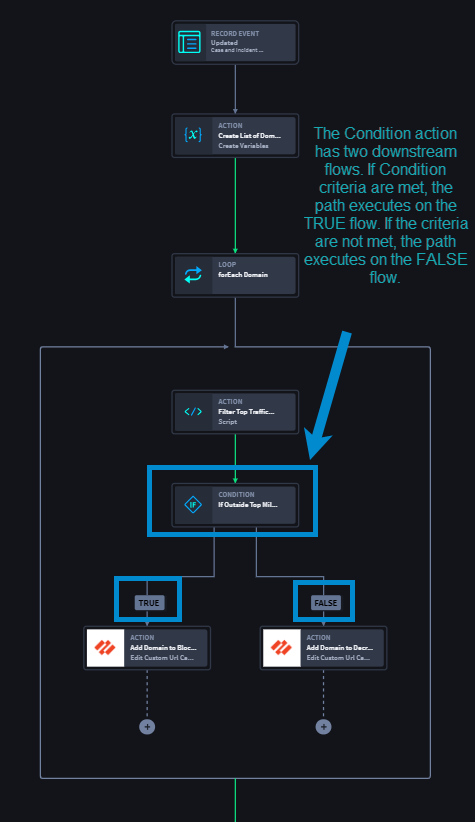 RECORD EVENT
Updated
Case and Incident ...
ACTION
Create List of Dom...
Create Variables
The Condition action
has two downstream
flows. If Condition
criteria are met, the
path executes on the
TRUE flow. If the criteria
are not met, the path
executes on the FALSE
flow.
LOOP
forEach Domain
ACTION
Filter Top Traffic...
Script
IF
CONDITION
If Outside Top Mil...
TRUE
FALSE
ACTION
Add Domain to Bloc...
Edit Custom Url Ca...
ACTION
Add Domain to Decr...
Edit Custom Url Ca...